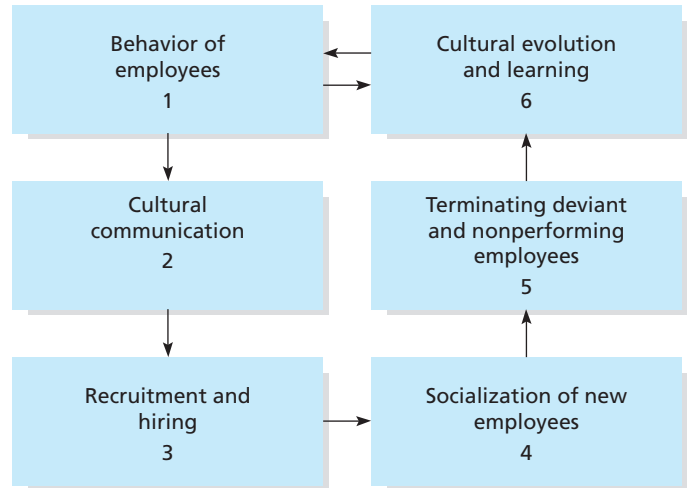 Behavior of
employees
1
Cultural
communication
2
Recruitment and
hiring
3
Socialization of new
employees
4
Terminating deviant
and nonperforming
employees
5
Cultural evolution
and learning
6